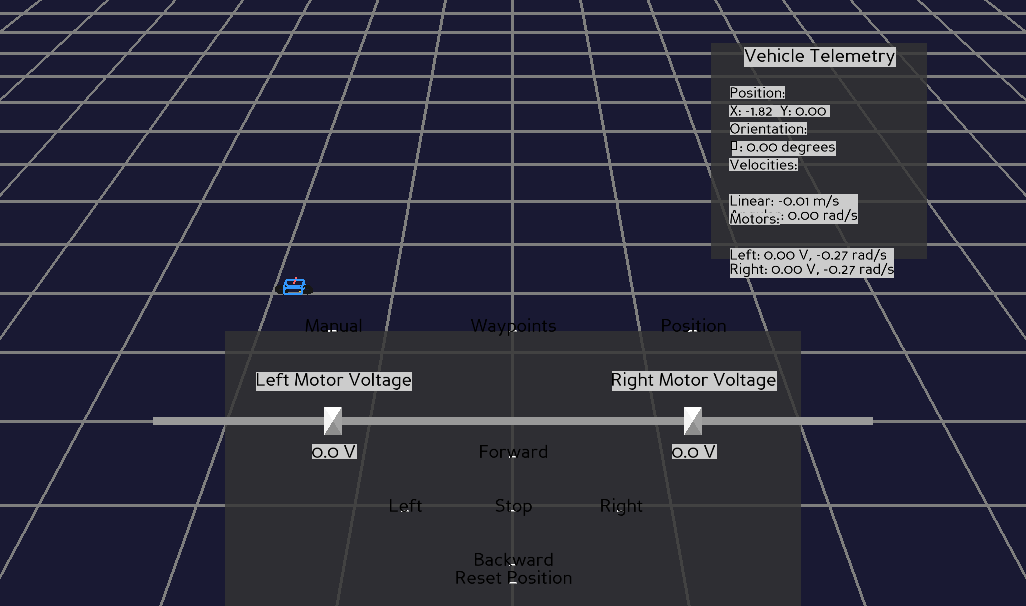 Vehicle Telemetry
Position:
X: -1.82 Y: 0.00
Orientation:
: 0.00 degrees
Velocities:
Linear: -0.01 m/s
: 0.00 rad/s
Motors:
Left: 0.00 V, -0.27 rad/s
Right: 0.00 V, -0.27 rad/s
Manual Waypoints Position
Left Motor Voltage Right Motor Voltage
0.0 V 0.0 V
Forward
Left Stop Right
Backward
Reset Position